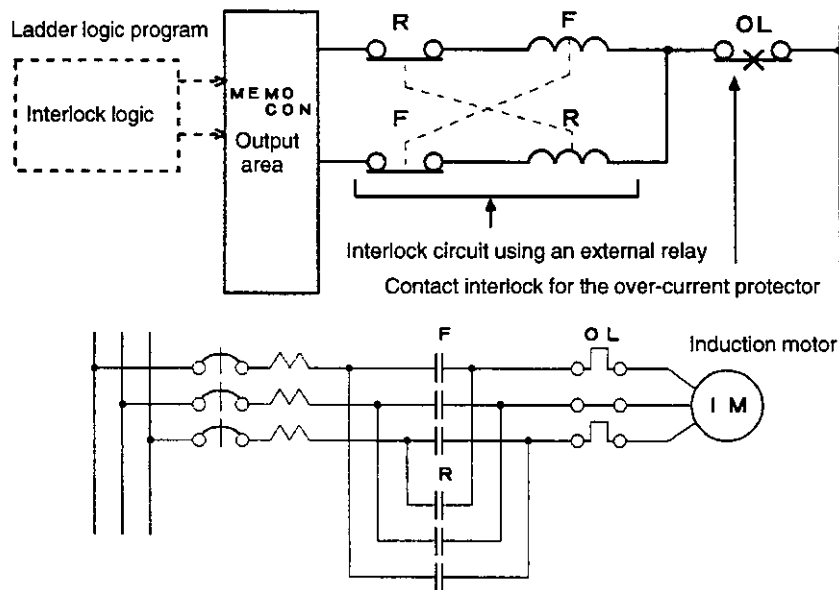 Ladder logic program
Interlock logic
MEMO
CON
Output
area
R
F
OL
F
R
Interlock circuit using an external relay
Contact interlock for the over-current protector
F
OL
Induction motor
IM
R